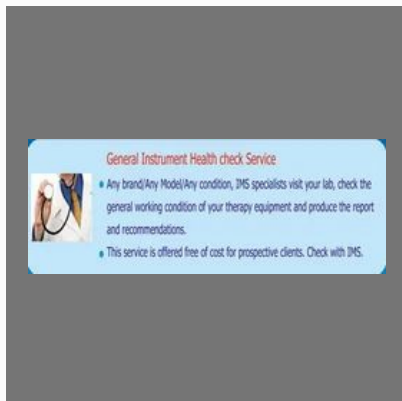 General Instrument Health check Service
Any brand/Any Model/Any condition, IMS specialists visit your lab, check the
general working condition of your therapy equipment and produce the report
and recommendations.
This service is offered free of cost for prospective clients. Check with IMS.